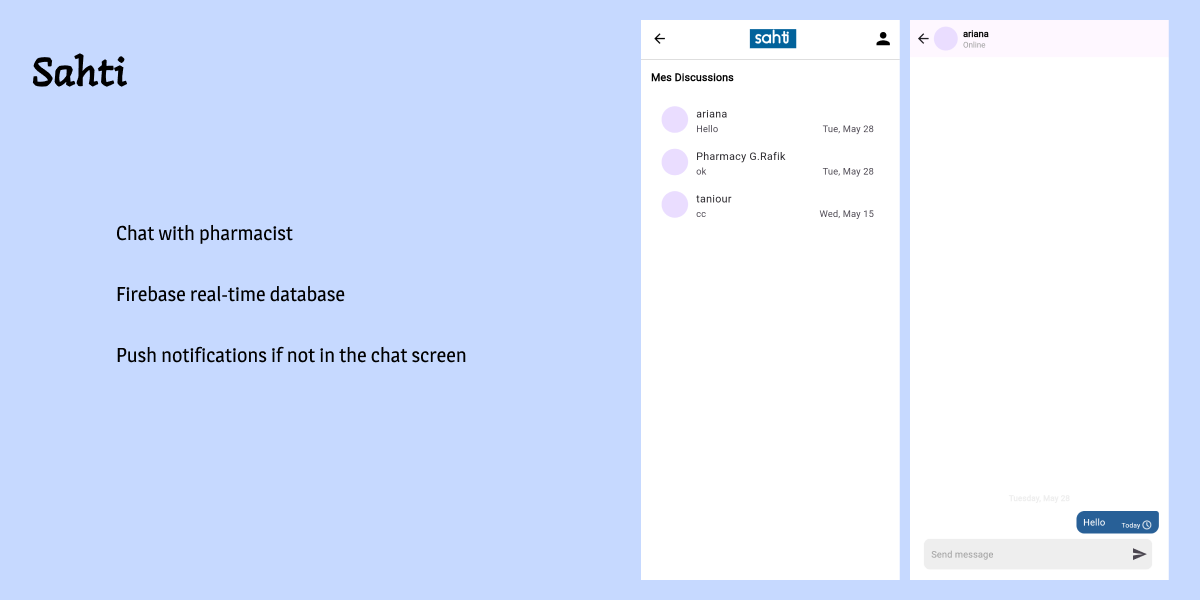 Sahti
Chat with pharmacist
Firebase real-time database
Push notifications if not in the chat screen
sahti
Mes Discussions
ariana
Hello
Tue, May 28
Pharmacy G.Rafik
ok
Tue, May 28
taniour
cc
Wed, May 15
ariana
Online
Tuesday, May 28
Hello
Today
Send message